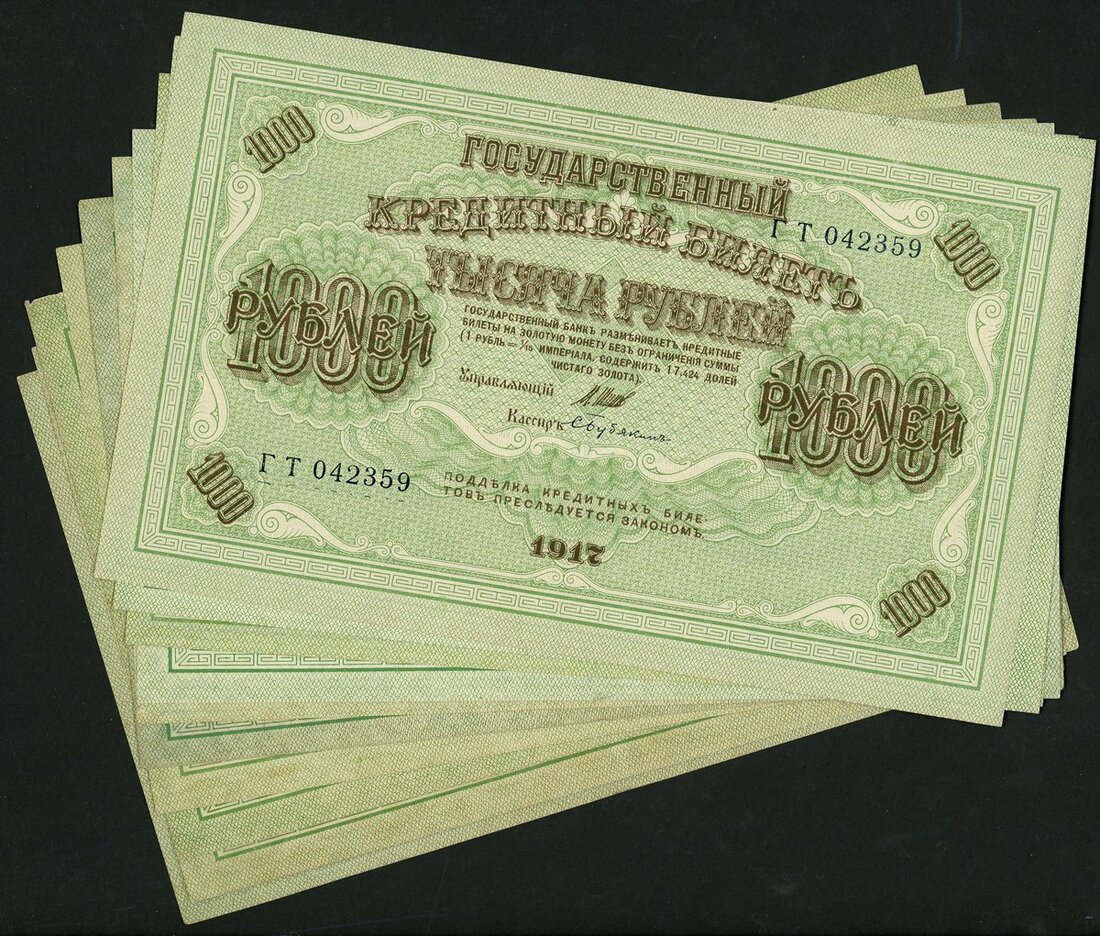 1000
ГОСУДАРСТВЕННЫЙ
КРЕДИТНЫЙ БИЛЕТЪ
ГТ 042359
1000
ТЫСЯЧА РУБЛЕЙ
1000
РУБЛЕЙ
ГОСУДАРСТВЕННЫЙ БАНКЪ РАЗМѢНИВАЕТЪ КРЕДИТНЫЕ
БИЛЕТЫ НА ЗОЛОТУЮ МОНЕТУ БЕЗЪ ОГРАНИЧЕНІЯ СУММЫ
(1 РУБЛЬ = 1/15 ИМПЕРІАЛА, СОДЕРЖИТЪ 17,424 ДОЛЕЙ
ЧИСТАГО ЗОЛОТА).
1000
РУБЛЕЙ
Управляющій
Кассиръ
1000
ГТ 042359
ПОДДѢЛКА КРЕДИТНЫХЪ БИЛЕ-
ТОВЪ ПРЕСЛѢДУЕТСЯ ЗАКОНОМЪ.
1917
1000